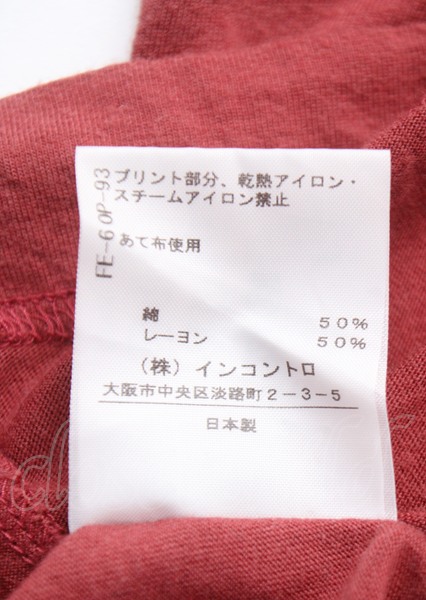 FE-60P-93
プリント部分、乾熱アイロン・
スチームアイロン禁止
あて布使用
綿 50%
レーヨン 50%
(株)インコントロ
大阪市中央区淡路町2-3-5
日本製